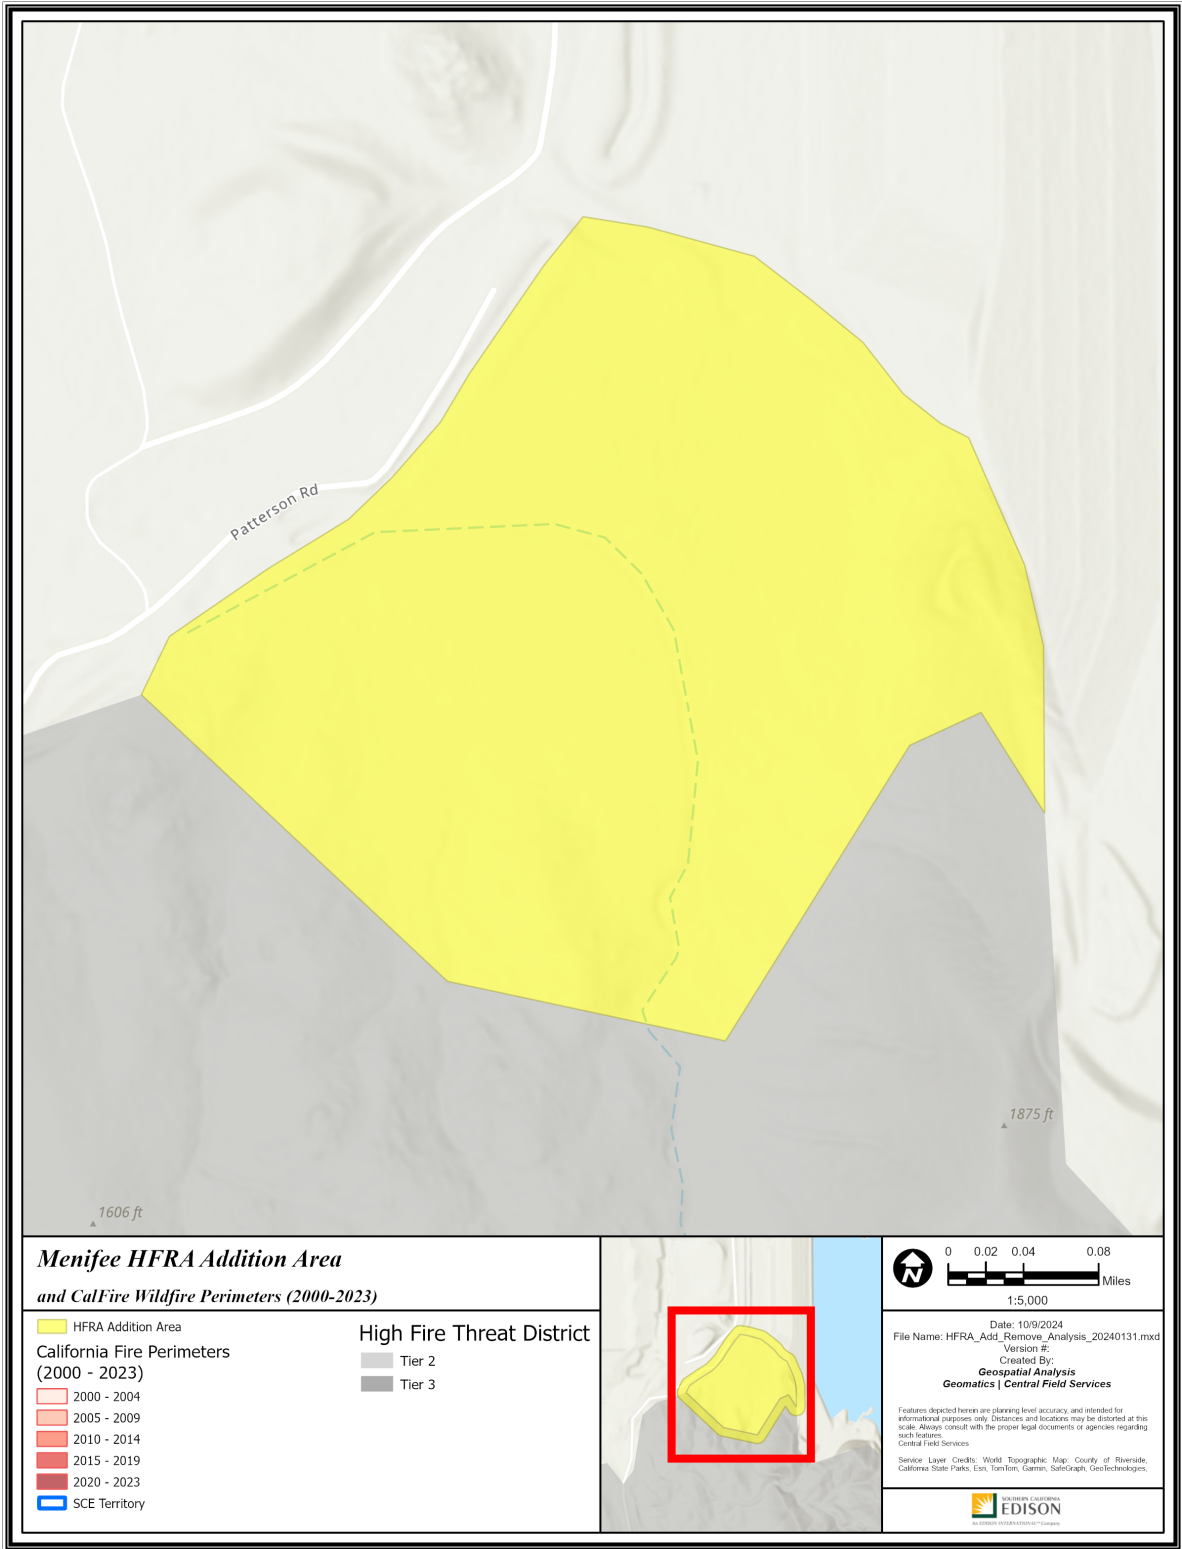 Patterson Rd
1875 ft
1606 ft
Menifee HFRA Addition Area
and CalFire Wildfire Perimeters (2000-2023)
HFRA Addition Area
California Fire Perimeters
(2000 - 2023)
2000 - 2004
2005 - 2009
2010 - 2014
2015 - 2019
2020 - 2023
SCE Territory
High Fire Threat District
Tier 2
Tier 3
N
0 0.02 0.04 0.08
Miles
1:5,000
Date: 10/9/2024
File Name: HFRA_Add_Remove_Analysis_20240131.mxd
Version #:
Created By:
Geospatial Analysis
Geomatics | Central Field Services
Features depicted herein are planning level accuracy, and intended for
informational purposes only. Distances and locations may be distorted at this
scale. Always consult with the proper legal documents or agencies regarding
such features.
Central Field Services
Service Layer Credits: World Topographic Map: County of Riverside,
California State Parks, Esri, TomTom, Garmin, SafeGraph, GeoTechnologies,
SOUTHERN CALIFORNIA
EDISON
An EDISON INTERNATIONAL™ Company